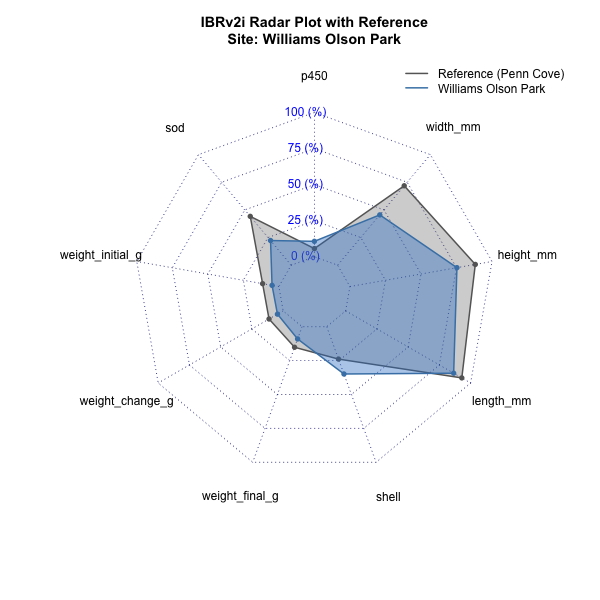 IBRv2i Radar Plot with Reference
Site: Williams Olson Park
p450
Reference (Penn Cove)
Williams Olson Park
100 (%)
sod
width_mm
75 (%)
50 (%)
25 (%)
weight_initial_g
0 (%)
height_mm
weight_change_g
length_mm
weight_final_g
shell